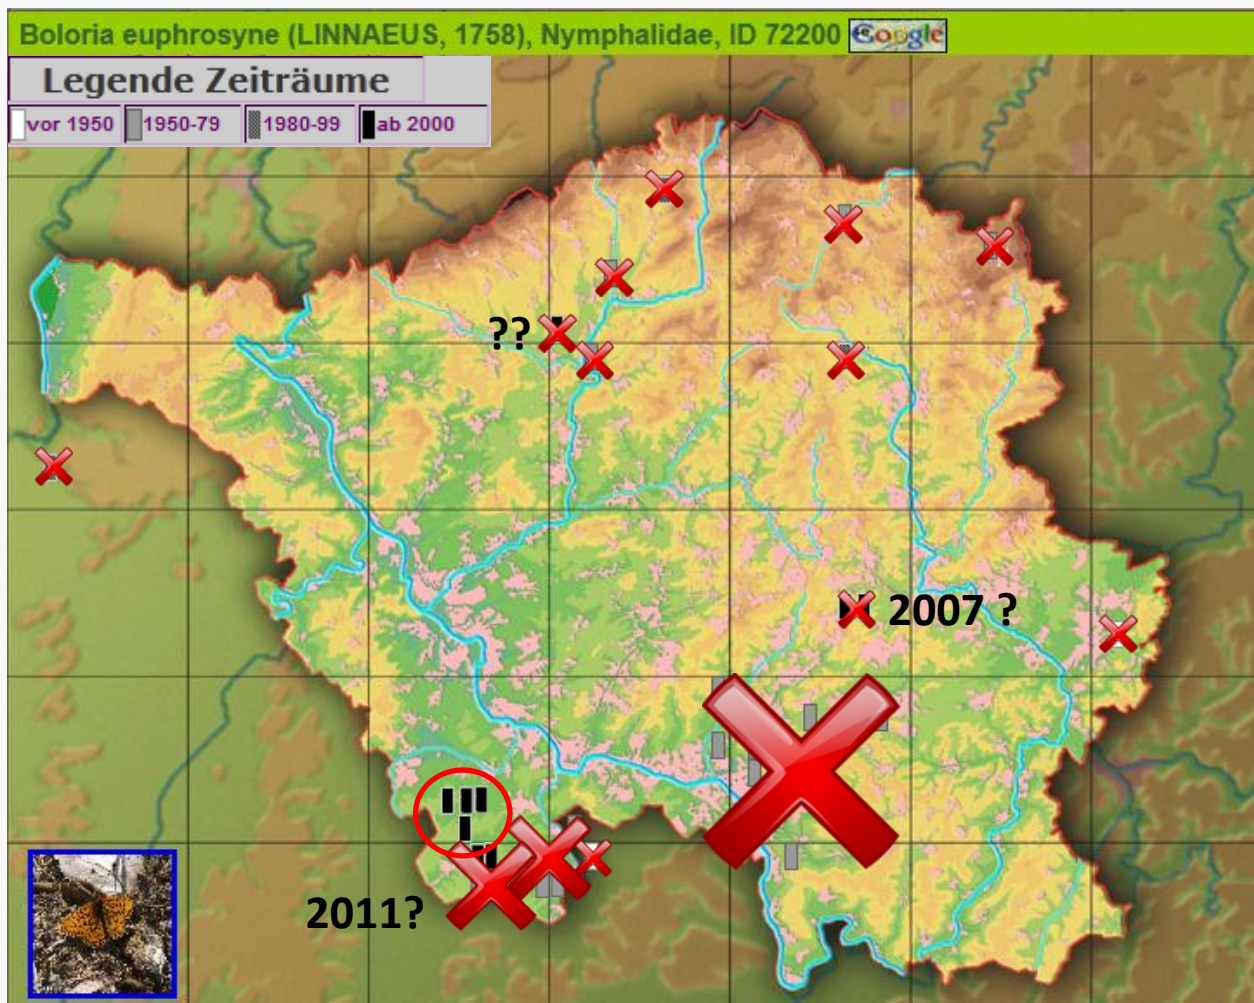 Boloria euphrosyne (LINNAEUS, 1758), Nymphalidae, ID 72200 Google
Legende Zeiträume
vor 1950 1950-79 1980-99 ab 2000
??
2007 ?
2011?